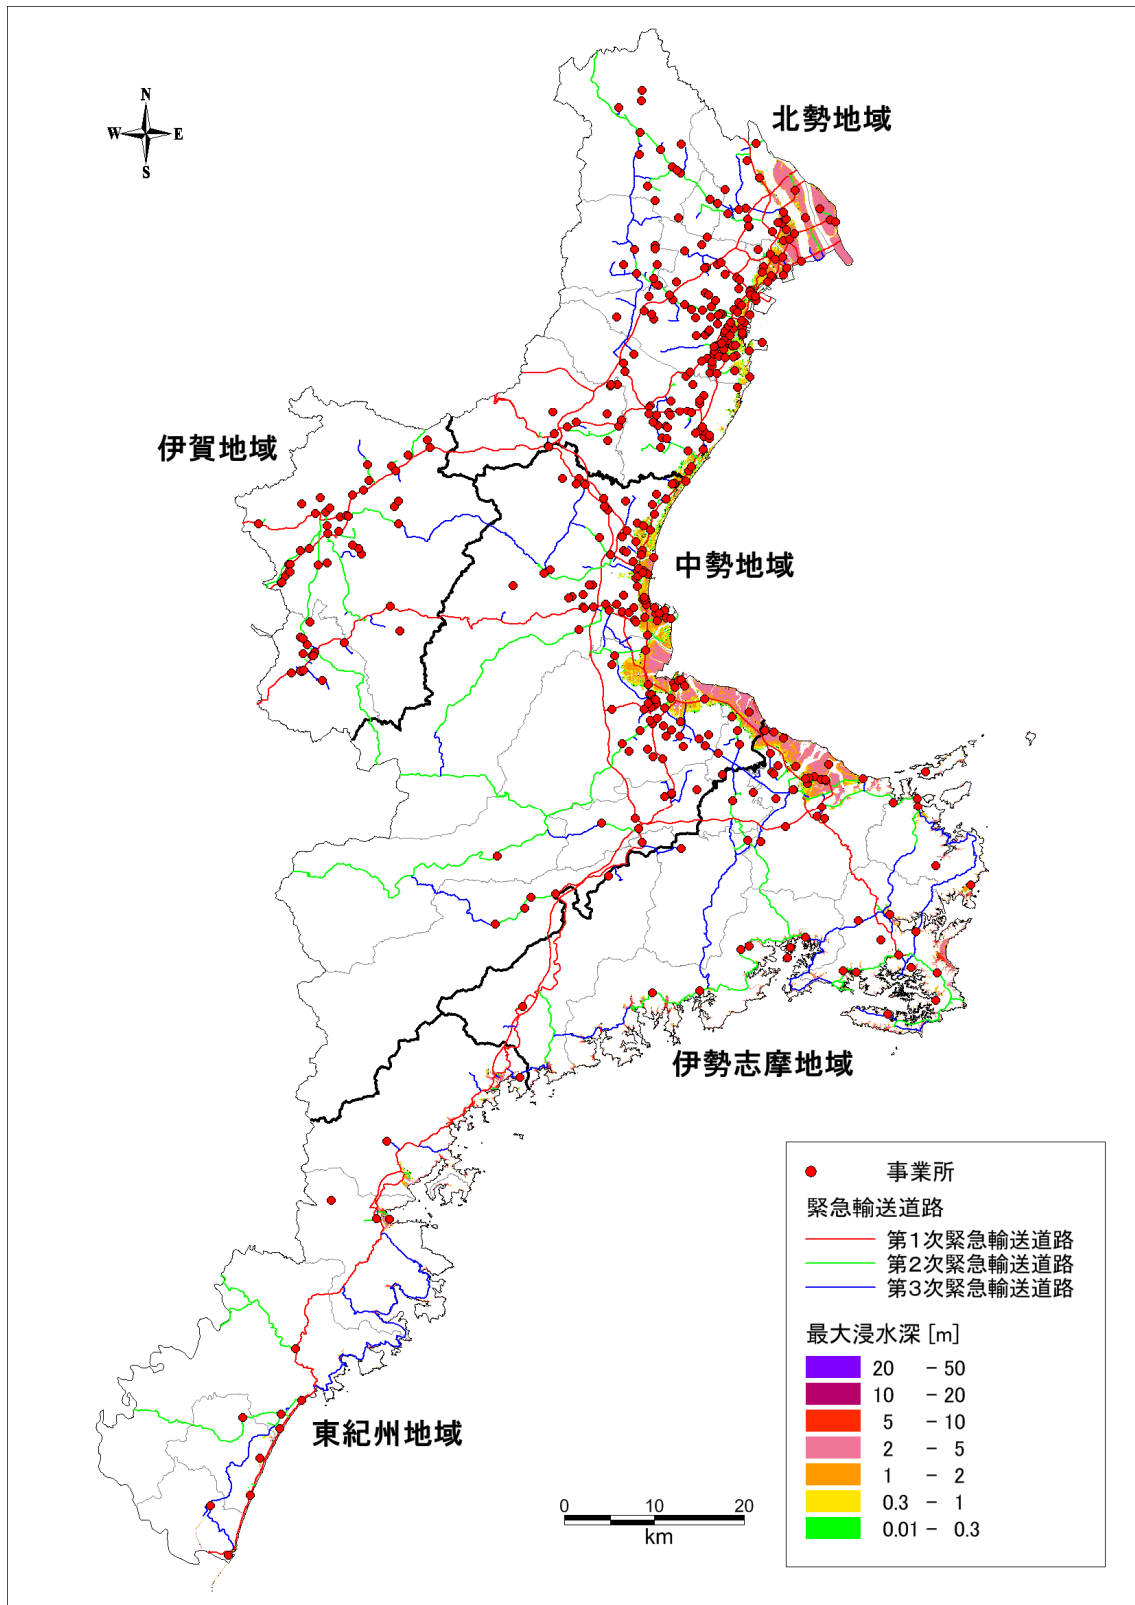 N
W E
S
北勢地域
伊賀地域
中勢地域
伊勢志摩地域
東紀州地域
事業所
緊急輸送道路
第1次緊急輸送道路
第2次緊急輸送道路
第3次緊急輸送道路
最大浸水深 [m]
20 - 50
10 - 20
5 - 10
2 - 5
1 - 2
0.3 - 1
0.01 - 0.3
0 10 20
km